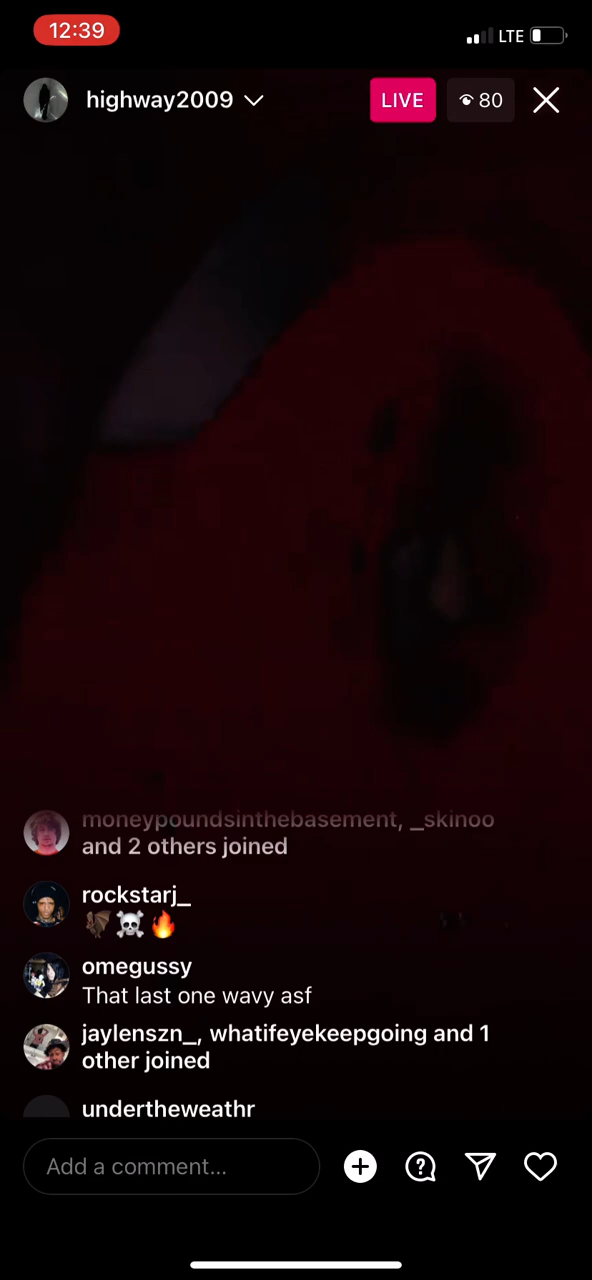 12:39
LTE
highway2009
LIVE
80
moneypoundsinthebasement, _skinoo
and 2 others joined
rockstarj_
🦇☠️🔥
omegussy
That last one wavy asf
jaylenszn_, whatifeyekeepgoing and 1
other joined
undertheweathr
Add a comment...